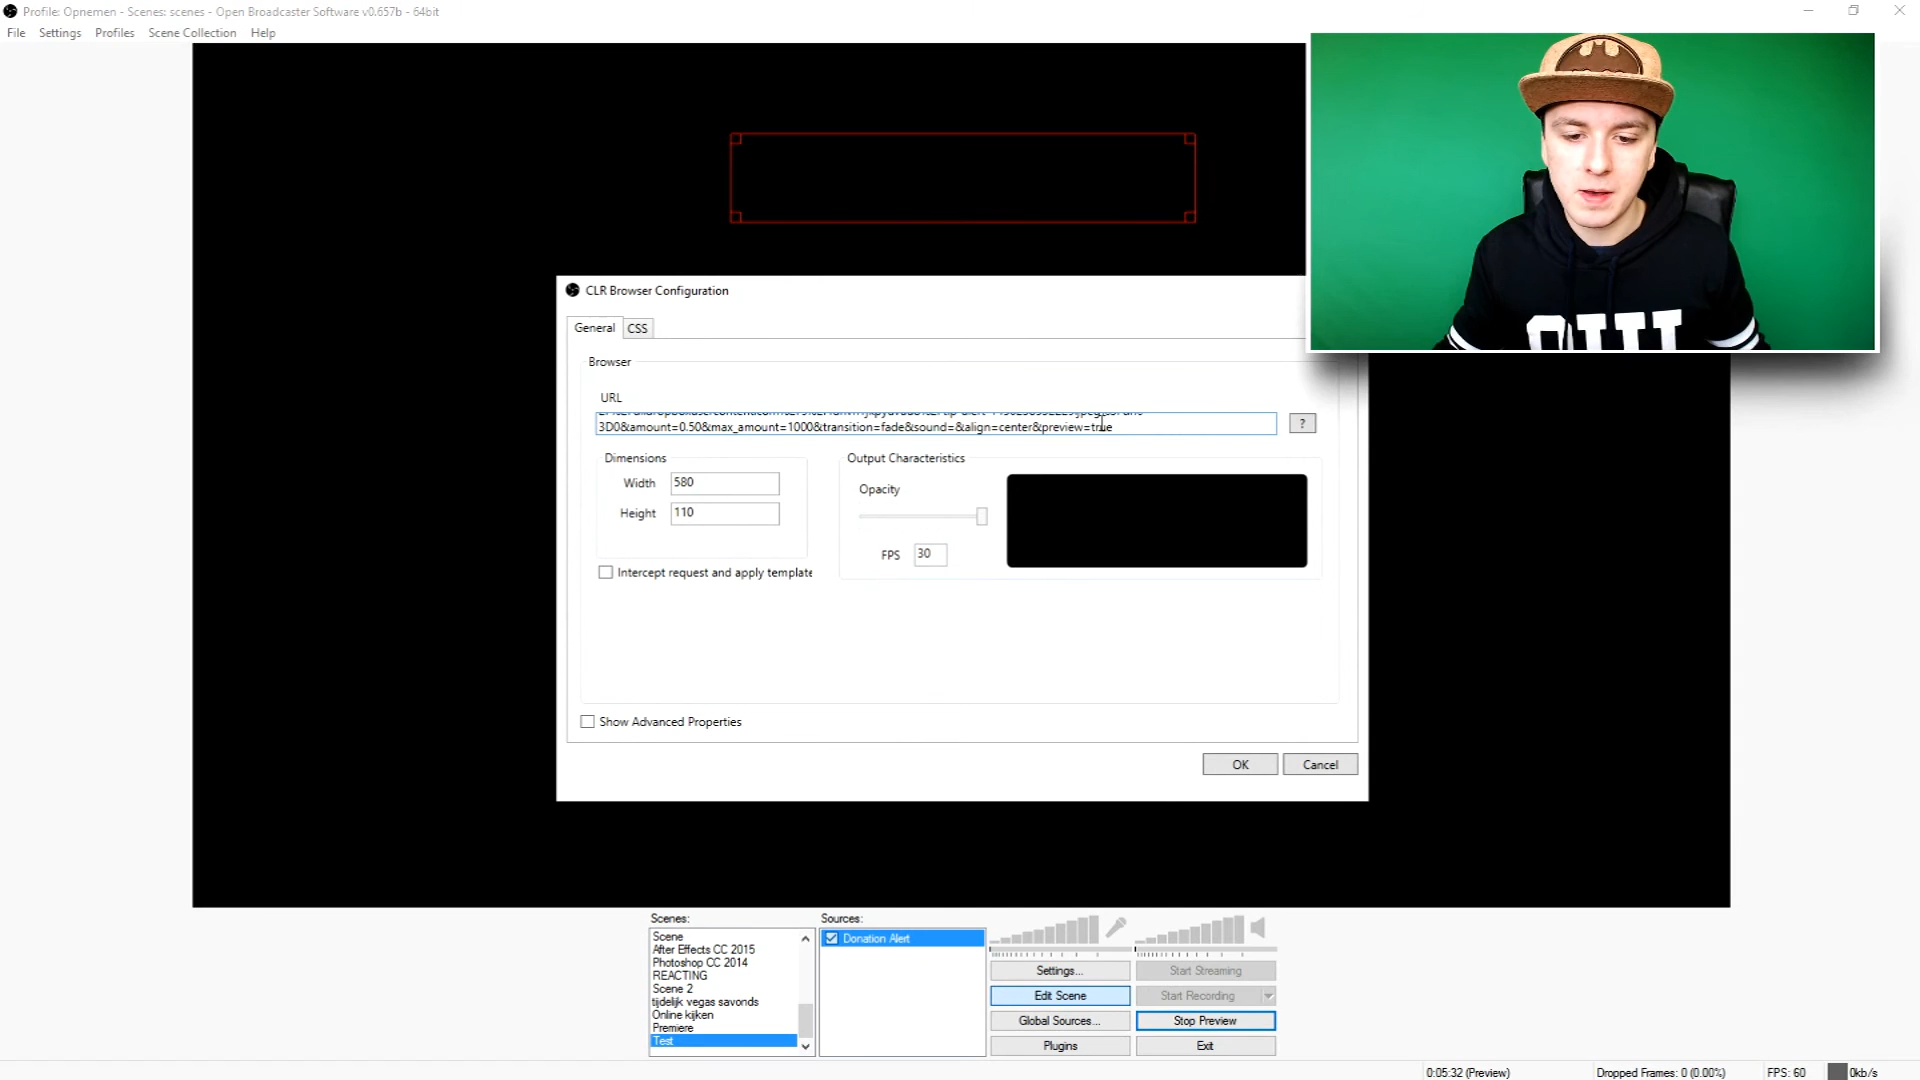 Profile: Opnemen - Scenes: scenes - Open Broadcaster Software v0.657b - 64bit
File Settings Profiles Scene Collection Help
CLR Browser Configuration
General CSS
Browser
URL
3D0&amount=0.50&max_amount=1000&transition=fade&sound=&align=center&preview=true
?
Dimensions
Output Characteristics
Width 580
Opacity
Height 110
FPS 30
Intercept request and apply template
Show Advanced Properties
OK Cancel
Scenes:
Scene
After Effects CC 2015
Photoshop CC 2014
REACTING
Scene 2
tijdelijk vegas savonds
Online kijken
Premiere
Test
Sources:
Donation Alert
Settings... Start Streaming
Edit Scene Start Recording
Global Sources... Stop Preview
Plugins Exit
0:05:32 (Preview) Dropped Frames: 0 (0.00%) FPS: 60 0kb/s